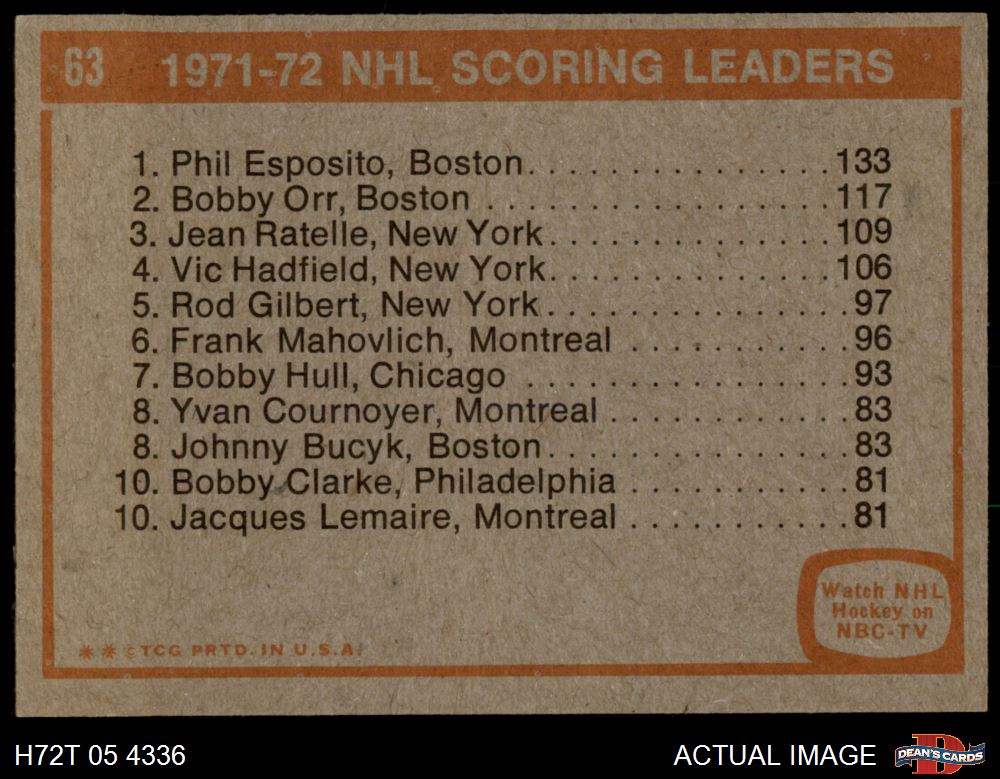 63 1971-72 NHL SCORING LEADERS
1. Phil Esposito, Boston. . . . . . . . . . . . . . . .133
2. Bobby Orr, Boston . . . . . . . . . . . . . . . . . .117
3. Jean Ratelle, New York. . . . . . . . . . . . . . .109
4. Vic Hadfield, New York. . . . . . . . . . . . . . .106
5. Rod Gilbert, New York. . . . . . . . . . . . . . . .97
6. Frank Mahovlich, Montreal . . . . . . . . . . .96
7. Bobby Hull, Chicago . . . . . . . . . . . . . . . .93
8. Yvan Cournoyer, Montreal . . . . . . . . . . . .83
8. Johnny Bucyk, Boston. . . . . . . . . . . . . . .83
10. Bobby Clarke, Philadelphia . . . . . . . . . . .81
10. Jacques Lemaire, Montreal . . . . . . . . . . .81
Watch NHL
Hockey on
NBC-TV
* * © TCG PRTD. IN U.S.A.
H72T 05 4336 ACTUAL IMAGE DEAN'S CARDS